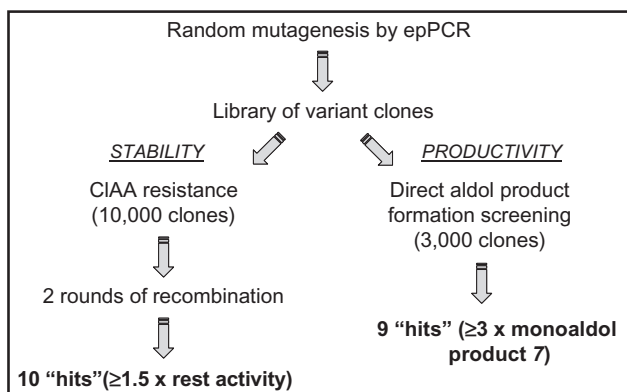 Random mutagenesis by epPCR
Library of variant clones
STABILITY
ClAA resistance
(10,000 clones)
2 rounds of recombination
10 “hits”(≥1.5 x rest activity)
PRODUCTIVITY
Direct aldol product
formation screening
(3,000 clones)
9 “hits” (≥3 x monoaldol
product 7)